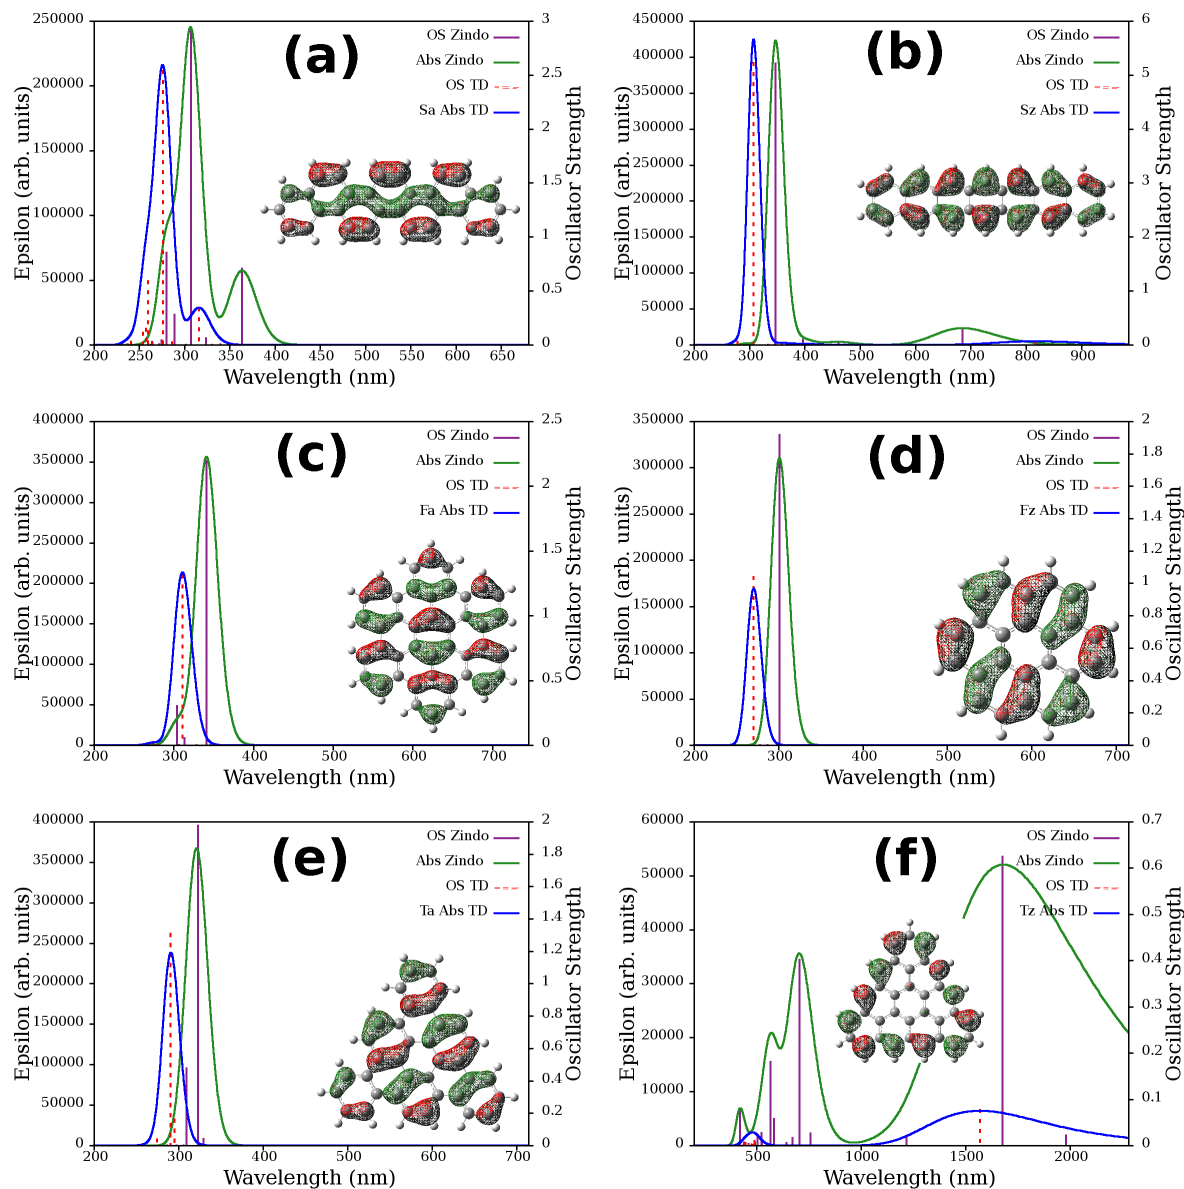 (a)
250000
200000
150000
100000
50000
0
3
2.5
2
1.5
1
0.5
0
OS Zindo
Abs Zindo
OS TD
Sa Abs TD
Epsilon (arb. units)
Oscillator Strength
200 250 300 350 400 450 500 550 600 650
Wavelength (nm)
(b)
450000
400000
350000
300000
250000
200000
150000
100000
50000
0
6
5
4
3
2
1
0
OS Zindo
Abs Zindo
OS TD
Sz Abs TD
Epsilon (arb. units)
Oscillator Strength
200 300 400 500 600 700 800 900
Wavelength (nm)
(c)
400000
350000
300000
250000
200000
150000
100000
50000
0
2.5
2
1.5
1
0.5
0
OS Zindo
Abs Zindo
OS TD
Fa Abs TD
Epsilon (arb. units)
Oscillator Strength
200 300 400 500 600 700
Wavelength (nm)
(d)
350000
300000
250000
200000
150000
100000
50000
0
2
1.8
1.6
1.4
1.2
1
0.8
0.6
0.4
0.2
0
OS Zindo
Abs Zindo
OS TD
Fz Abs TD
Epsilon (arb. units)
Oscillator Strength
200 300 400 500 600 700
Wavelength (nm)
(e)
400000
350000
300000
250000
200000
150000
100000
50000
0
2
1.8
1.6
1.4
1.2
1
0.8
0.6
0.4
0.2
0
OS Zindo
Abs Zindo
OS TD
Ta Abs TD
Epsilon (arb. units)
Oscillator Strength
200 300 400 500 600 700
Wavelength (nm)
(f)
60000
50000
40000
30000
20000
10000
0
0.7
0.6
0.5
0.4
0.3
0.2
0.1
0
OS Zindo
Abs Zindo
OS TD
Tz Abs TD
Epsilon (arb. units)
Oscillator Strength
500 1000 1500 2000
Wavelength (nm)